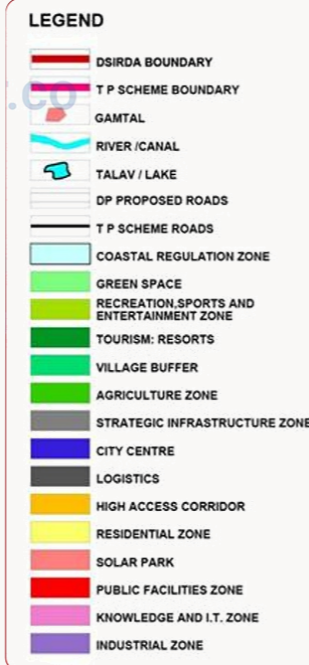 LEGEND
DSIRDA BOUNDARY
T P SCHEME BOUNDARY
.co
GAMTAL
RIVER /CANAL
TALAV / LAKE
DP PROPOSED ROADS
T P SCHEME ROADS
COASTAL REGULATION ZONE
GREEN SPACE
RECREATION,SPORTS AND
ENTERTAINMENT ZONE
TOURISM: RESORTS
VILLAGE BUFFER
AGRICULTURE ZONE
STRATEGIC INFRASTRUCTURE ZONE
CITY CENTRE
LOGISTICS
HIGH ACCESS CORRIDOR
RESIDENTIAL ZONE
SOLAR PARK
PUBLIC FACILITIES ZONE
KNOWLEDGE AND I.T. ZONE
INDUSTRIAL ZONE